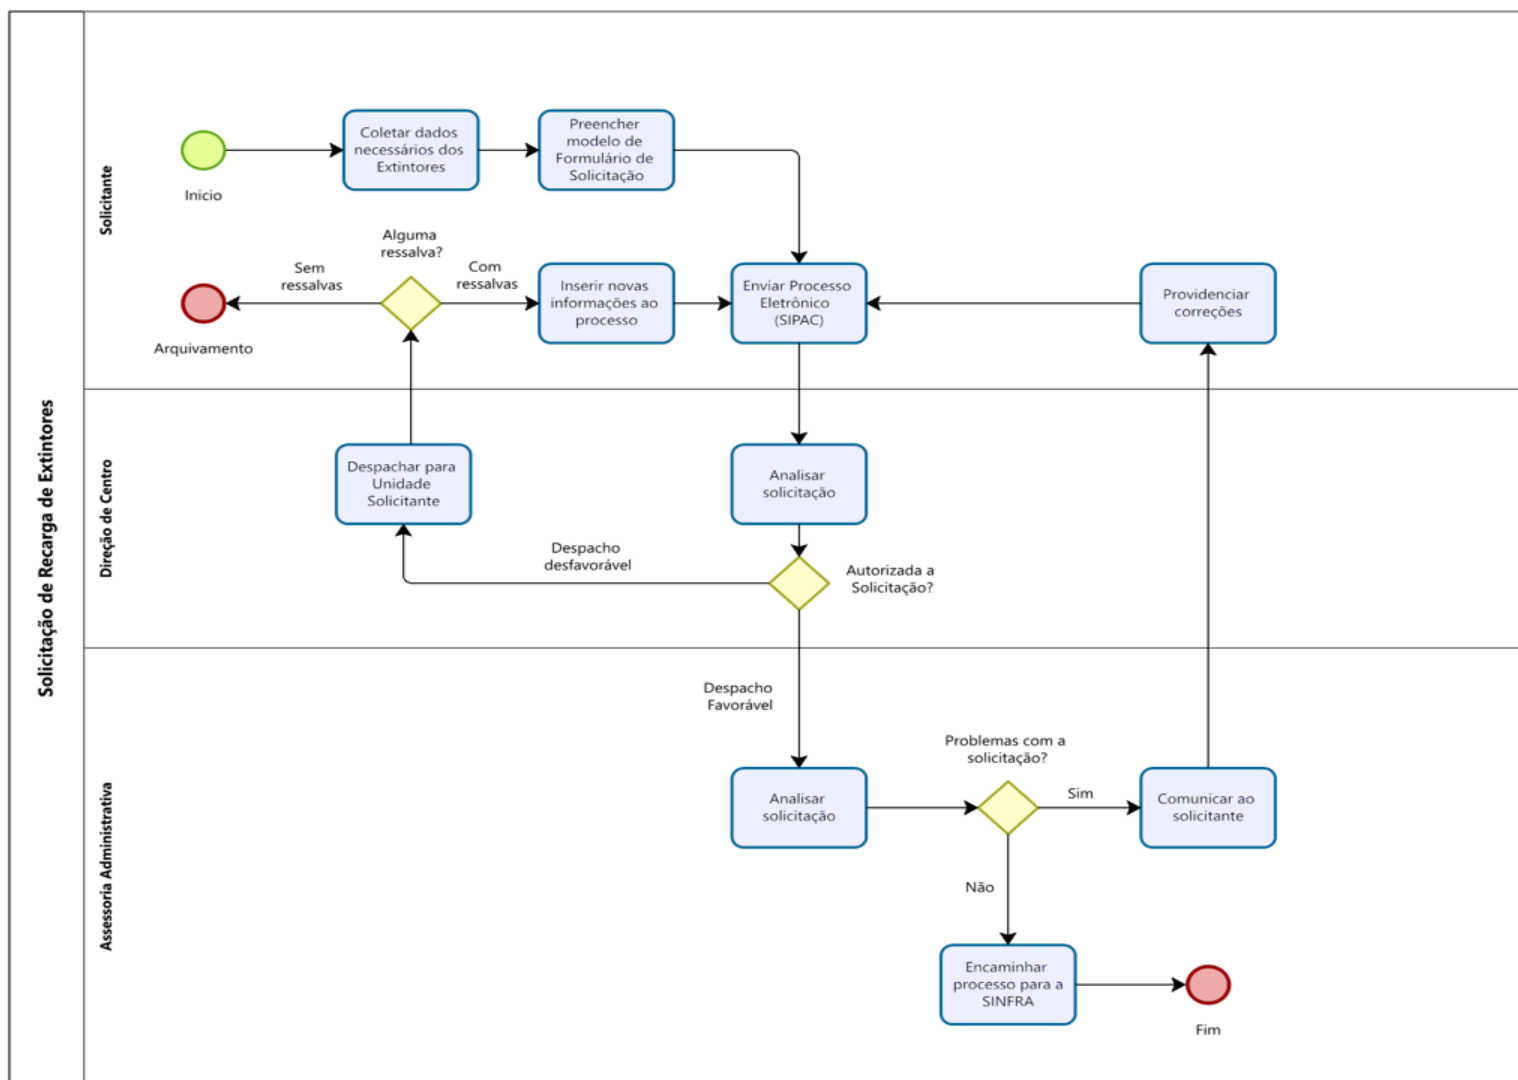 Solicitação de Recarga de Extintores
Solicitante
Inicio
Coletar dados
necessários dos
Extintores
Preencher
modelo de
Formulário de
Solicitação
Arquivamento
Sem
ressalvas
Alguma
ressalva?
Com
ressalvas
Inserir novas
informações ao
processo
Enviar Processo
Eletrônico
(SIPAC)
Providenciar
correções
Direção de Centro
Despachar para
Unidade
Solicitante
Analisar
solicitação
Despacho
desfavorável
Autorizada a
Solicitação?
Assessoria Administrativa
Despacho
Favorável
Analisar
solicitação
Problemas com a
solicitação?
Sim
Comunicar ao
solicitante
Não
Encaminhar
processo para a
SINFRA
Fim